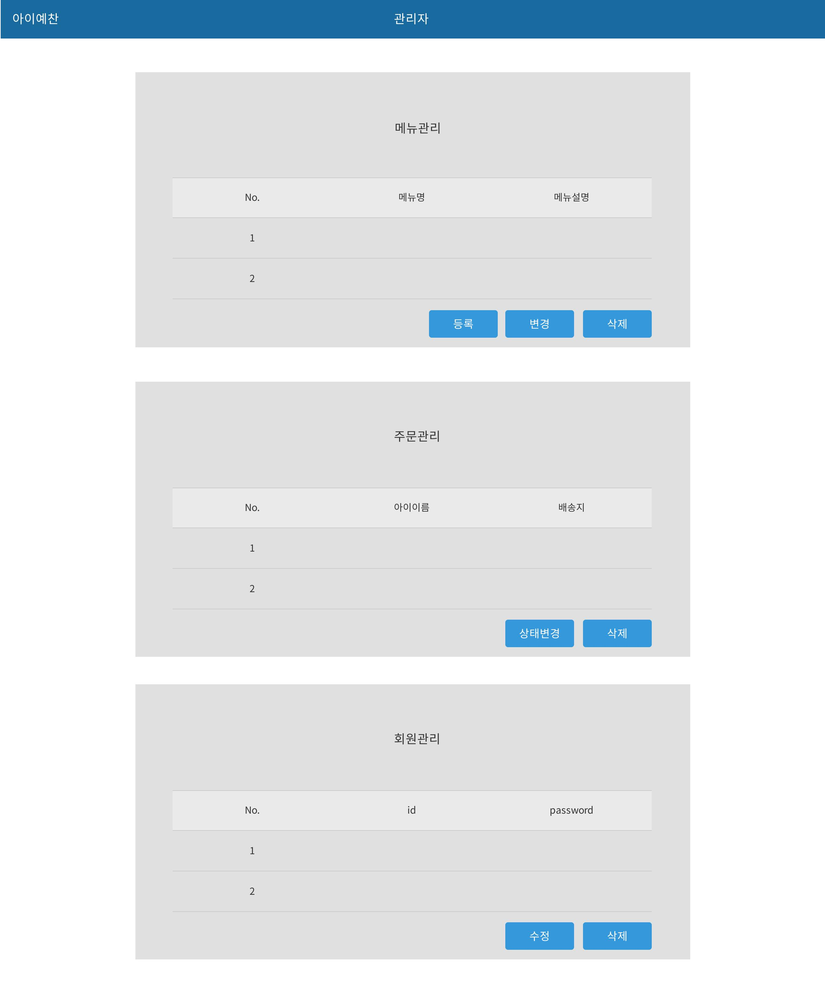 아이예찬 관리자
메뉴관리
No. 메뉴명 메뉴설명
1
2
등록 변경 삭제
주문관리
No. 아이이름 배송지
1
2
상태변경 삭제
회원관리
No. id password
1
2
수정 삭제